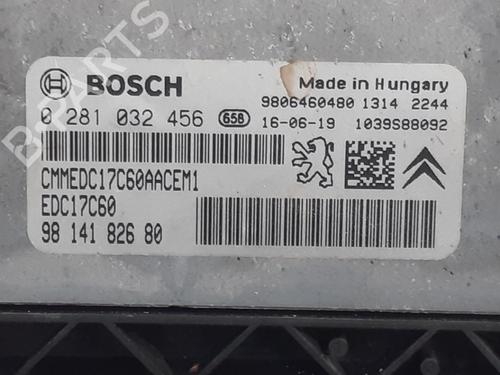 BOSCH
Made in Hungary
9806460480 1314 2244
0 281 032 456 658 16-06-19 1039S88092
CMMEDC17C60AACEM1
EDC17C60
98 141 826 80
B-PARTS